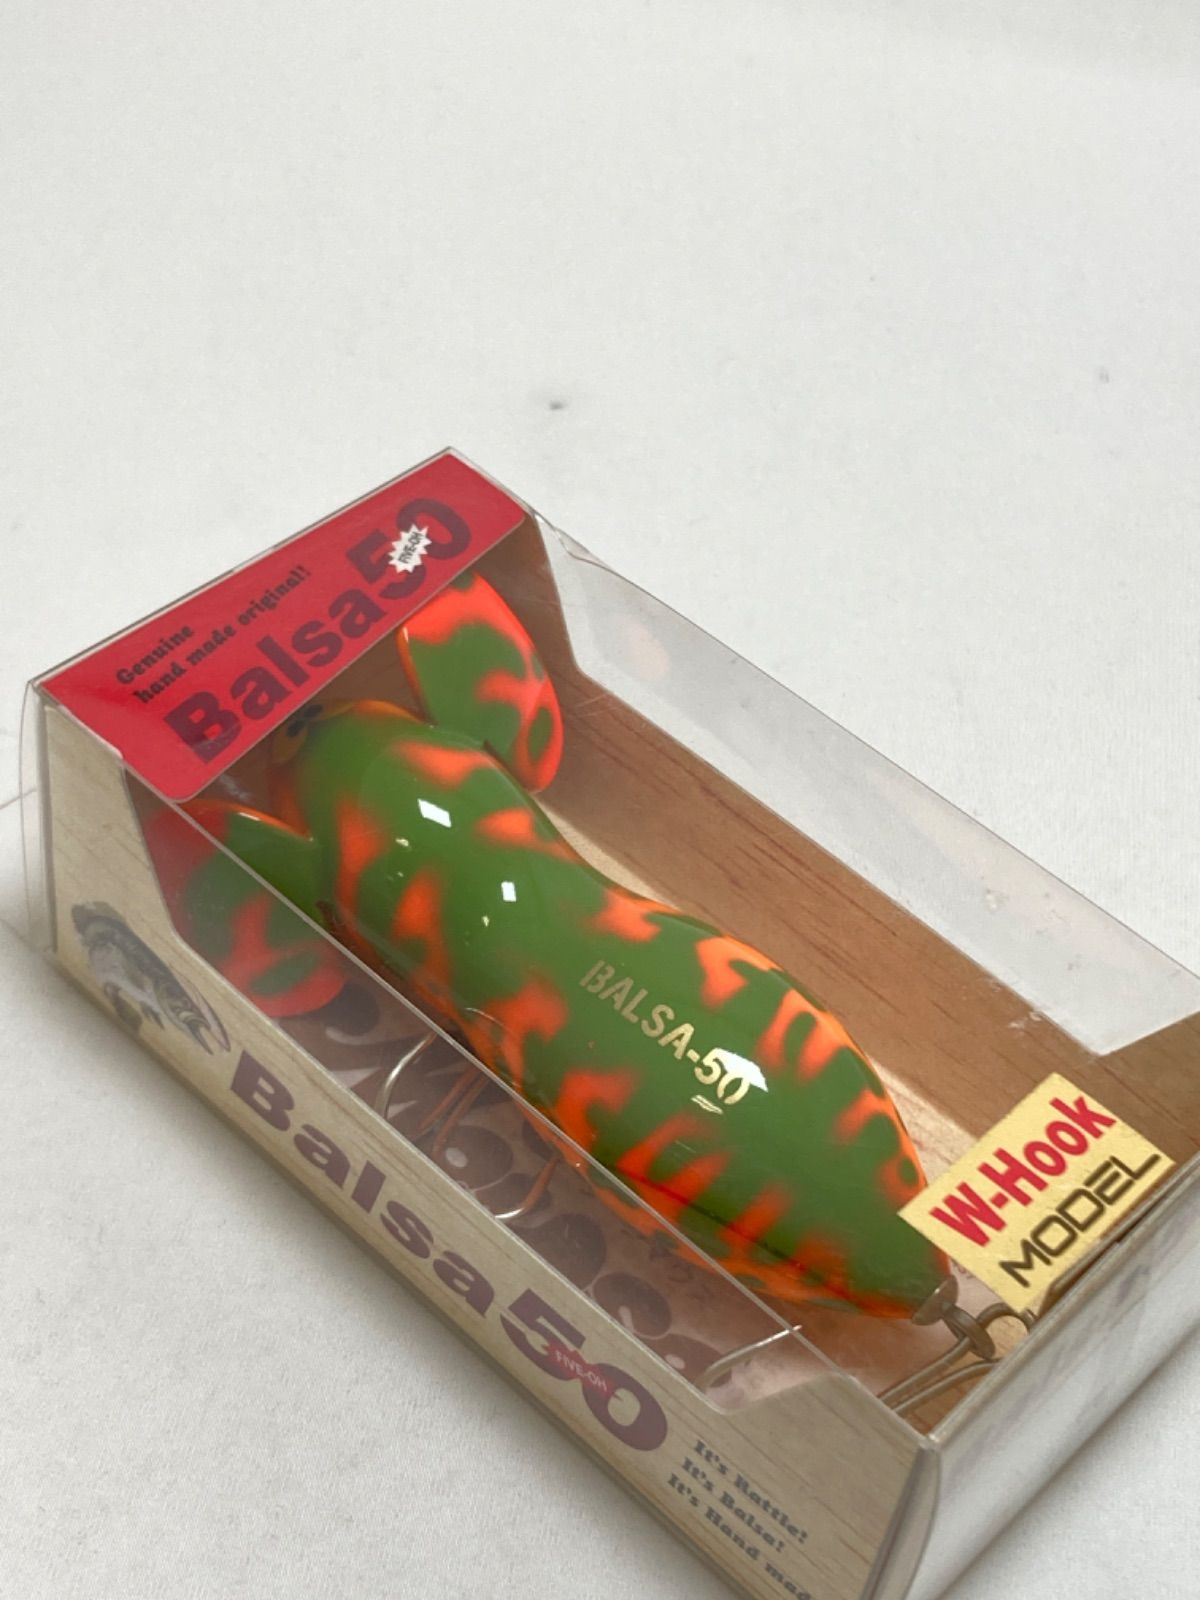 Genuine
hand made original!
Balsa50
FIVE-OH
BALSA-50
W-Hook
MODEL
Balsa50
FIVE-OH
It's Rattle!
It's Balsa!
It's Hand mad